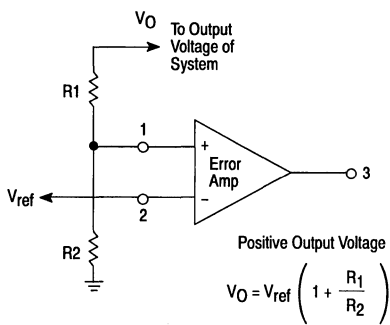 VO
To Output
Voltage of
System
R1
1
+
Error
Amp
3
Vref
2
–
R2
Positive Output Voltage
VO = Vref ( 1 + R1 / R2 )